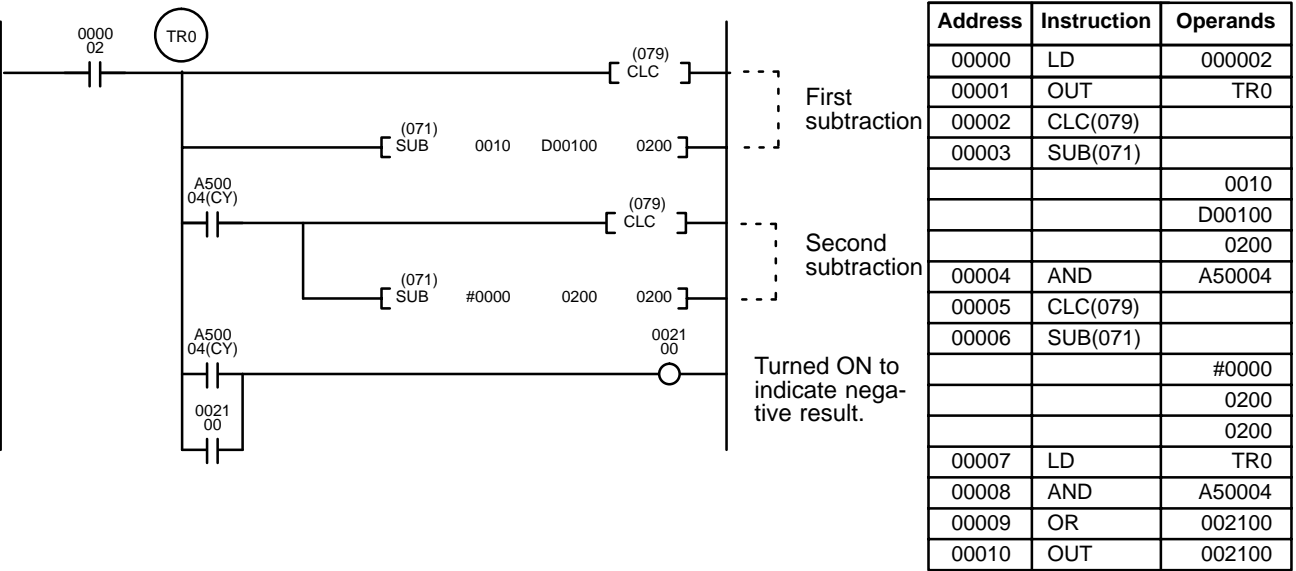 0000
02
TR0
(079)
CLC
(071)
SUB 0010 D00100 0200
First
subtraction
A500
04(CY)
(079)
CLC
(071)
SUB #0000 0200 0200
Second
subtraction
A500
04(CY)
0021
00
0021
00
Turned ON to
indicate nega-
tive result.
Address Instruction Operands
00000 LD 000002
00001 OUT TR0
00002 CLC(079)
00003 SUB(071)
0010
D00100
0200
00004 AND A50004
00005 CLC(079)
00006 SUB(071)
#0000
0200
0200
00007 LD TR0
00008 AND A50004
00009 OR 002100
00010 OUT 002100